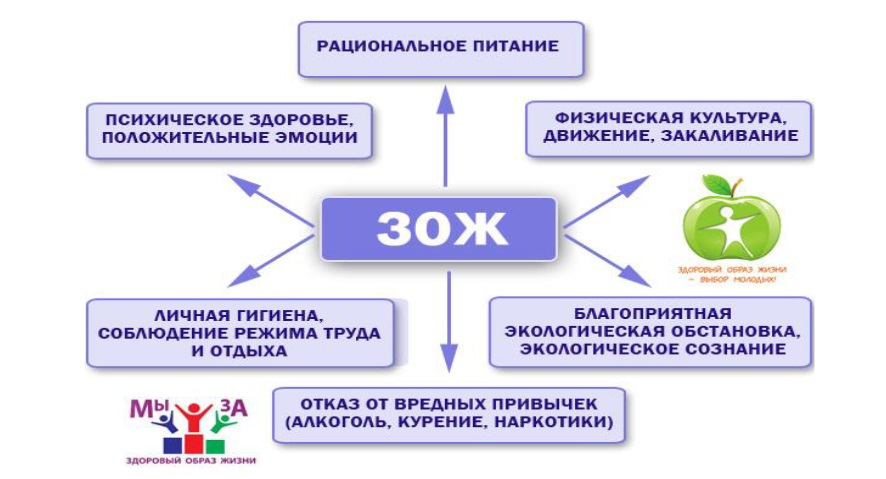 РАЦИОНАЛЬНОЕ ПИТАНИЕ
ПСИХИЧЕСКОЕ ЗДОРОВЬЕ,
ПОЛОЖИТЕЛЬНЫЕ ЭМОЦИИ
ФИЗИЧЕСКАЯ КУЛЬТУРА,
ДВИЖЕНИЕ, ЗАКАЛИВАНИЕ
ЗОЖ
ЗДОРОВЫЙ ОБРАЗ ЖИЗНИ
– ВЫБОР МОЛОДЫХ!
ЛИЧНАЯ ГИГИЕНА,
СОБЛЮДЕНИЕ РЕЖИМА ТРУДА
И ОТДЫХА
БЛАГОПРИЯТНАЯ
ЭКОЛОГИЧЕСКАЯ ОБСТАНОВКА,
ЭКОЛОГИЧЕСКОЕ СОЗНАНИЕ
ОТКАЗ ОТ ВРЕДНЫХ ПРИВЫЧЕК
(АЛКОГОЛЬ, КУРЕНИЕ, НАРКОТИКИ)
МЫ ЗА
ЗДОРОВЫЙ ОБРАЗ ЖИЗНИ